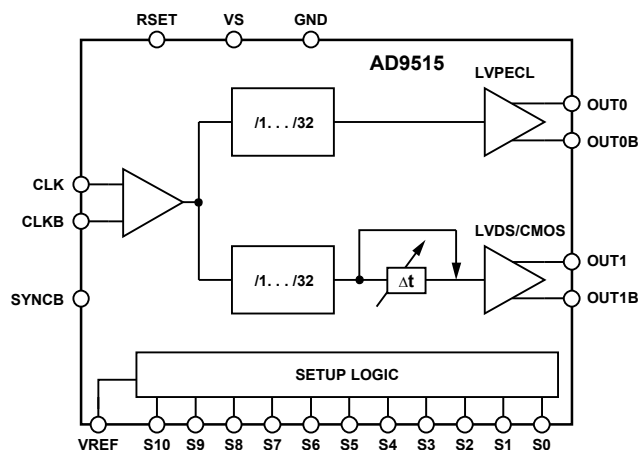 RSET VS GND
AD9515
LVPECL
/1. . . /32
OUT0
OUT0B
CLK
CLKB
LVDS/CMOS
/1. . . /32
Δt
OUT1
OUT1B
SYNCB
SETUP LOGIC
VREF S10 S9 S8 S7 S6 S5 S4 S3 S2 S1 S0